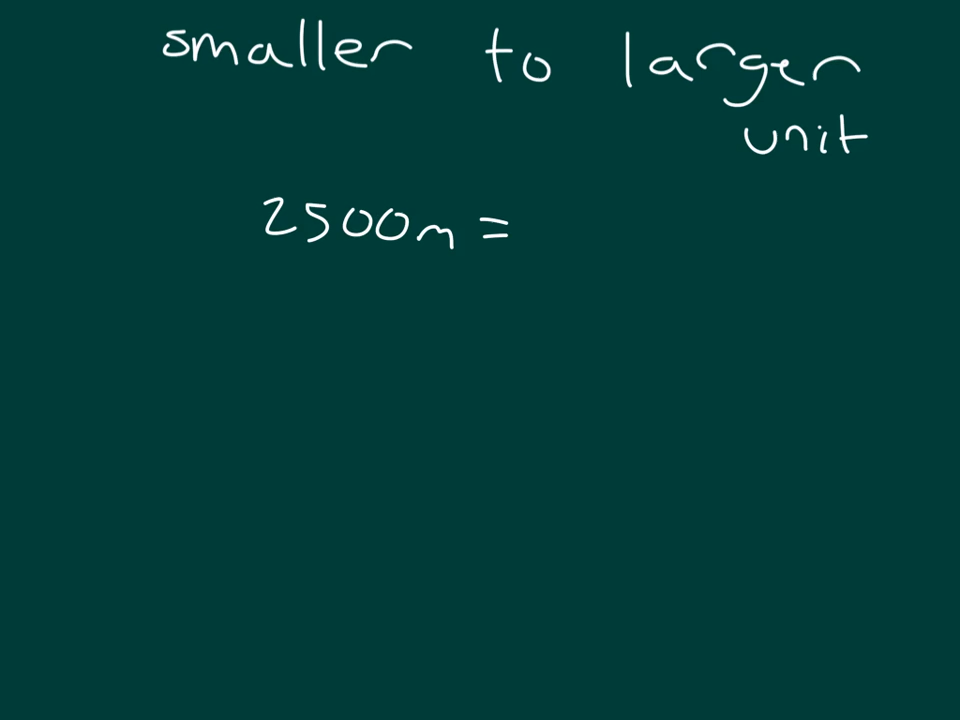 smaller to larger
unit
2500m =